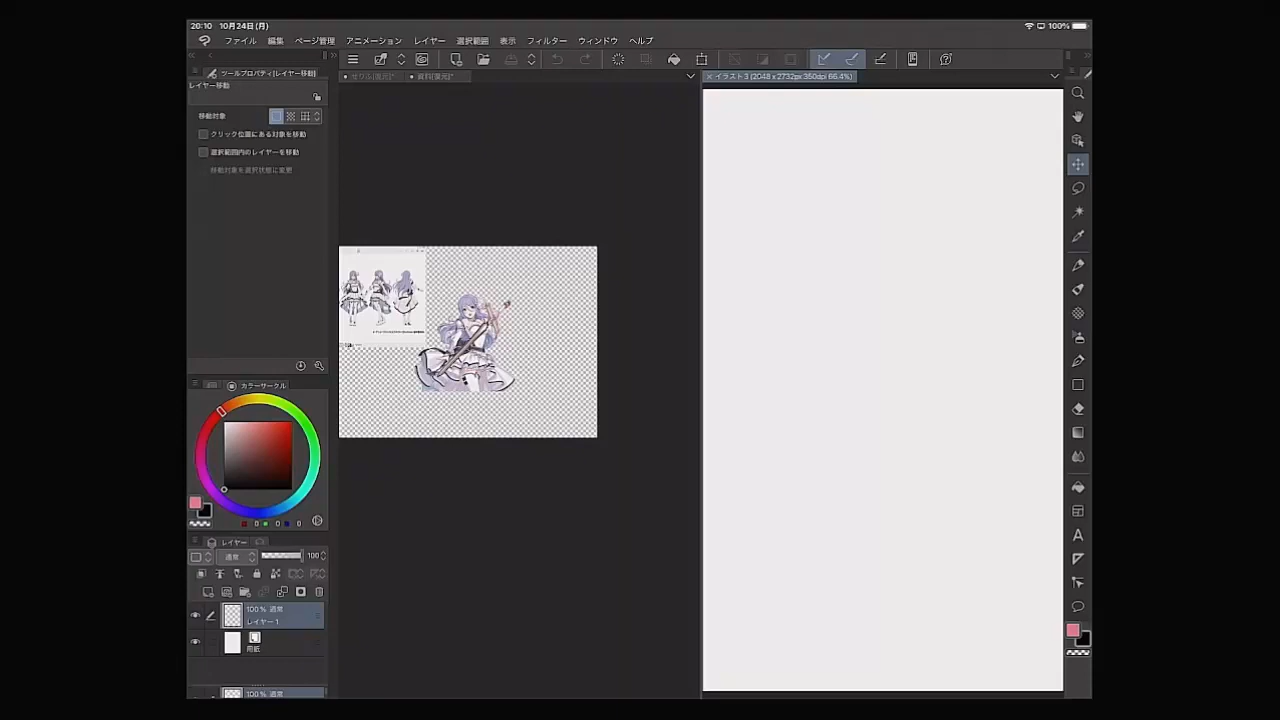 20:10 10月24日(月)
100%
ファイル 編集 ページ管理 アニメーション レイヤー 選択範囲 表示 フィルター ウィンドウ ヘルプ
ツールプロパティ[レイヤー移動]
資料(復元)*
イラスト3 (2048 x 2732px 350dpi 66.4%)
レイヤー移動
移動対象
クリック位置にある対象を移動
選択範囲内のレイヤーを移動
移動対象を選択状態に変更
カラーサークル
0 0 0
レイヤー
通常 100
100% 通常
レイヤー 1
用紙
100% 通常
A